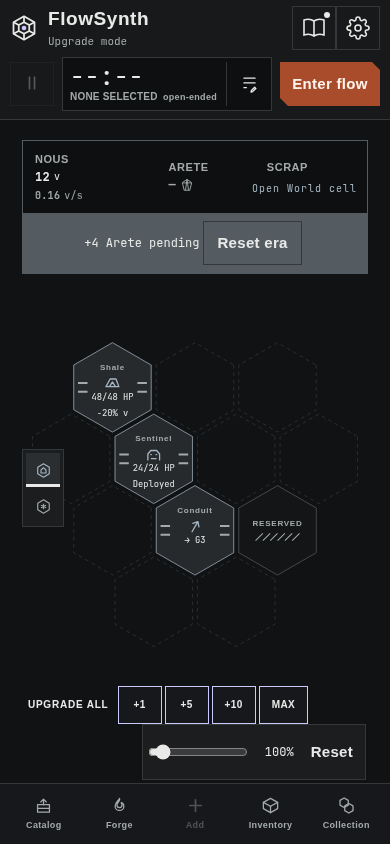 FlowSynth
Upgrade mode
--:--
NONE SELECTED open-ended
Enter flow
NOUS
12 v
0.16 v/s
ARETE
–
SCRAP
Open World cell
+4 Arete pending
Reset era
Shale
48/48 HP
-20% v
Sentinel
24/24 HP
Deployed
Conduit
→ G3
RESERVED
UPGRADE ALL
+1
+5
+10
MAX
100%
Reset
Catalog
Forge
Add
Inventory
Collection